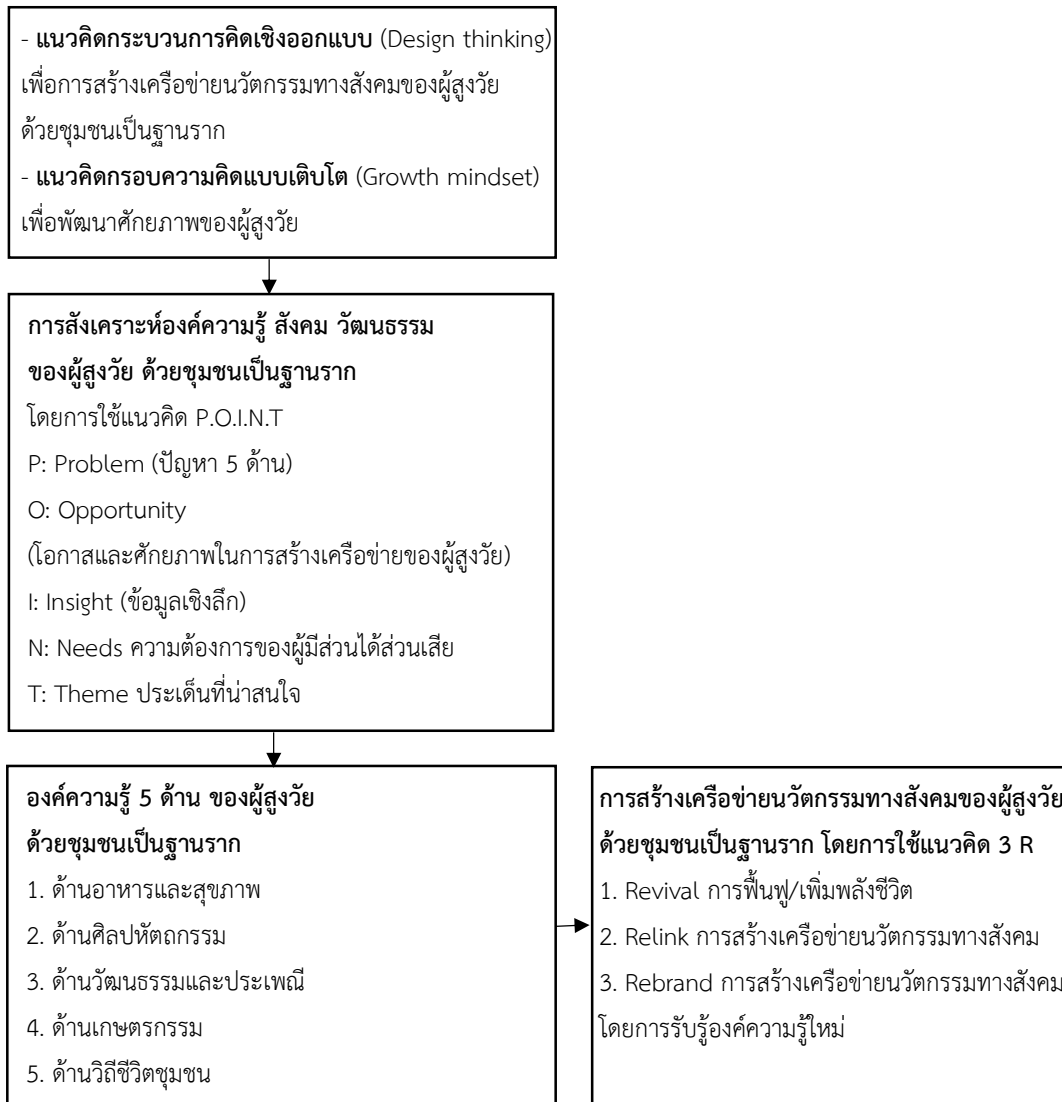 - แนวคิดกระบวนการคิดเชิงออกแบบ (Design thinking)
เพื่อการสร้างเครือข่ายนวัตกรรมทางสังคมของผู้สูงวัย
ด้วยชุมชนเป็นฐานราก
- แนวคิดกรอบความคิดแบบเติบโต (Growth mindset)
เพื่อพัฒนาศักยภาพของผู้สูงวัย
การสังเคราะห์องค์ความรู้ สังคม วัฒนธรรม
ของผู้สูงวัย ด้วยชุมชนเป็นฐานราก
โดยการใช้แนวคิด P.O.I.N.T
P: Problem (ปัญหา 5 ด้าน)
O: Opportunity
(โอกาสและศักยภาพในการสร้างเครือข่ายของผู้สูงวัย)
I: Insight (ข้อมูลเชิงลึก)
N: Needs ความต้องการของผู้มีส่วนได้ส่วนเสีย
T: Theme ประเด็นที่น่าสนใจ
องค์ความรู้ 5 ด้าน ของผู้สูงวัย
ด้วยชุมชนเป็นฐานราก
1. ด้านอาหารและสุขภาพ
2. ด้านศิลปหัตถกรรม
3. ด้านวัฒนธรรมและประเพณี
4. ด้านเกษตรกรรม
5. ด้านวิถีชีวิตชุมชน
การสร้างเครือข่ายนวัตกรรมทางสังคมของผู้สูงวัย
ด้วยชุมชนเป็นฐานราก โดยการใช้แนวคิด 3 R
1. Revival การฟื้นฟู/เพิ่มพลังชีวิต
2. Relink การสร้างเครือข่ายนวัตกรรมทางสังคม
3. Rebrand การสร้างเครือข่ายนวัตกรรมทางสังคม
โดยการรับรู้องค์ความรู้ใหม่